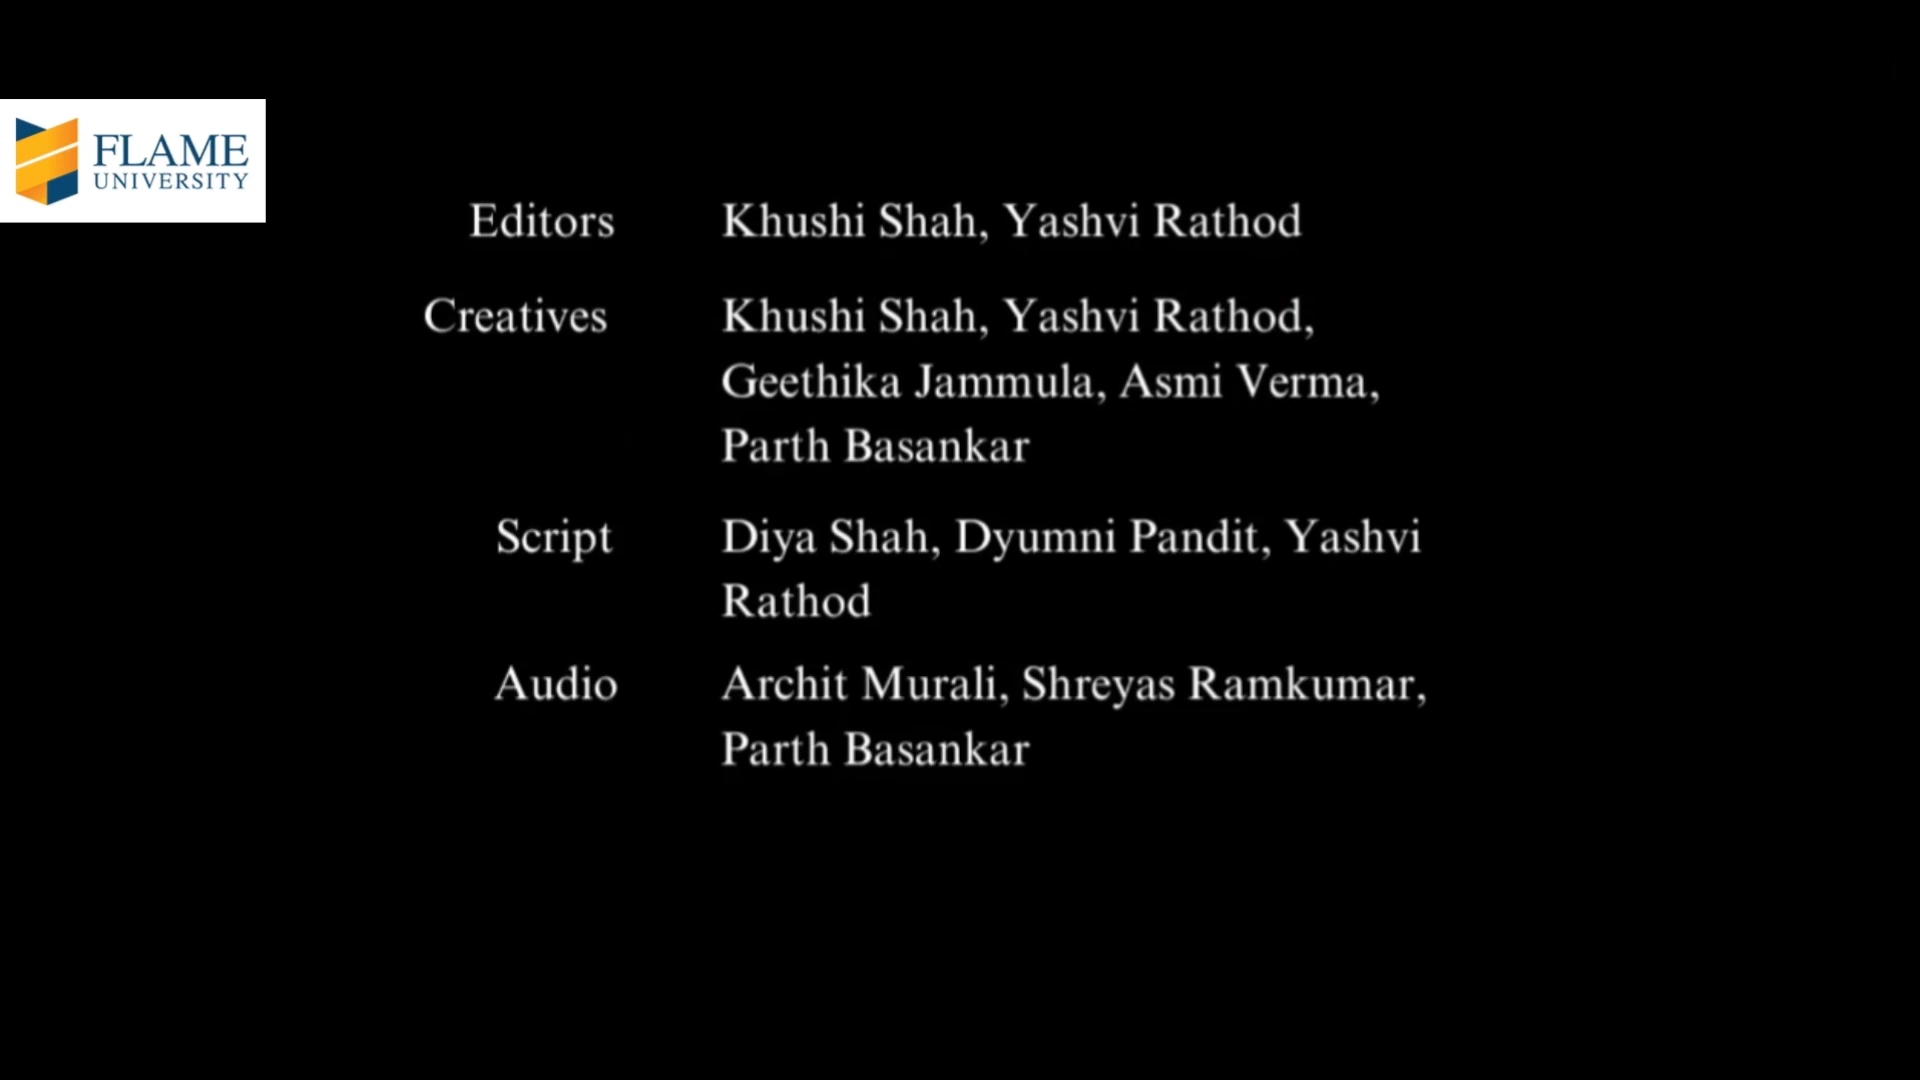 FLAME
UNIVERSITY
Editors Khushi Shah, Yashvi Rathod
Creatives Khushi Shah, Yashvi Rathod,
Geethika Jammula, Asmi Verma,
Parth Basankar
Script Diya Shah, Dyumni Pandit, Yashvi
Rathod
Audio Archit Murali, Shreyas Ramkumar,
Parth Basankar